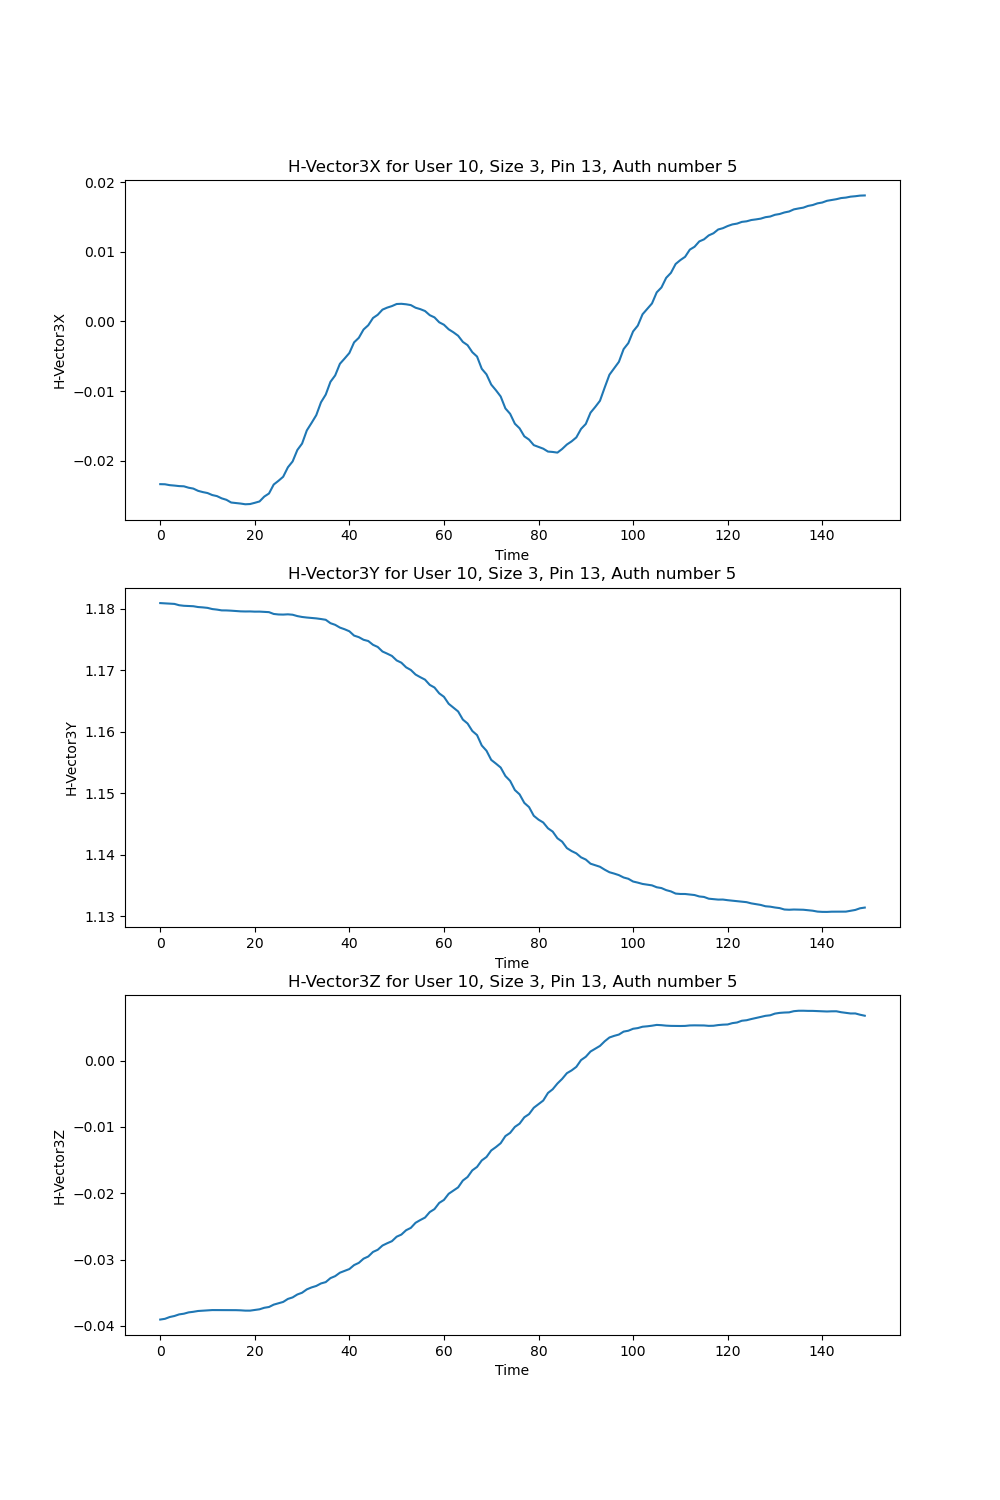 H-Vector3X for User 10, Size 3, Pin 13, Auth number 5
0.02
0.01
0.00
−0.01
−0.02
H-Vector3X
0 20 40 60 80 100 120 140
Time
H-Vector3Y for User 10, Size 3, Pin 13, Auth number 5
1.18
1.17
1.16
1.15
1.14
1.13
H-Vector3Y
0 20 40 60 80 100 120 140
Time
H-Vector3Z for User 10, Size 3, Pin 13, Auth number 5
0.00
−0.01
−0.02
−0.03
−0.04
H-Vector3Z
0 20 40 60 80 100 120 140
Time